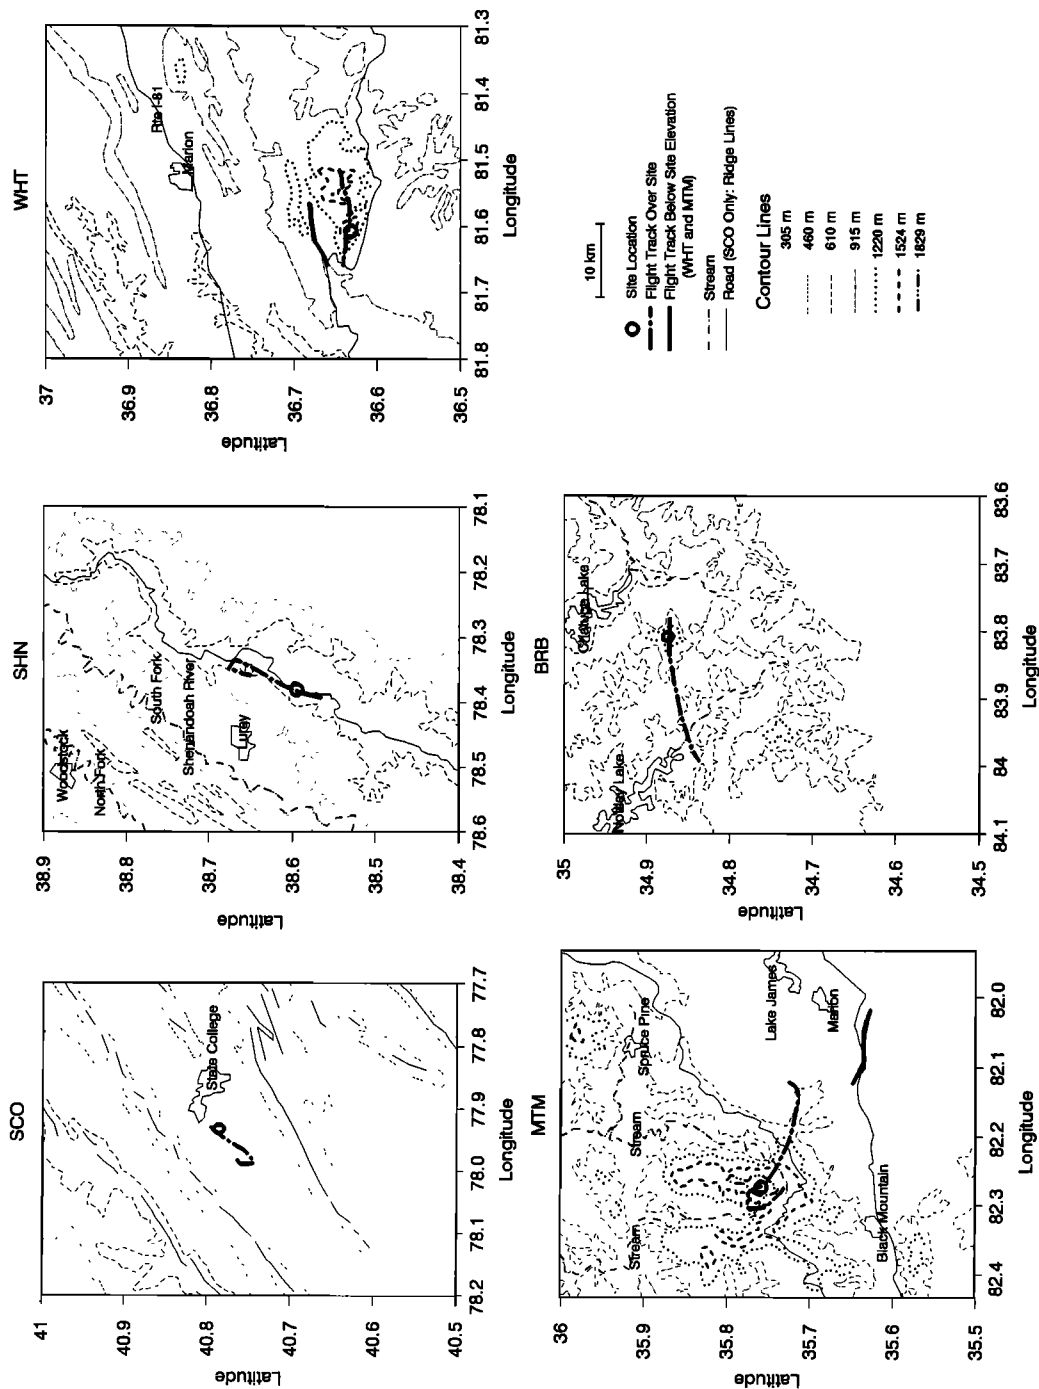 SCO
41
40.9
40.8
40.7
40.6
40.5
Latitude
State College
78.2
78.1
78.0
77.9
77.8
77.7
Longitude
SHN
38.9
38.8
38.7
38.6
38.5
38.4
Latitude
Woodstock
North Fork
South Fork
Shenandoah River
Luray
78.6
78.5
78.4
78.3
78.2
78.1
Longitude
WHT
37
36.9
36.8
36.7
36.6
36.5
Latitude
Rte I-81
Marion
81.8
81.7
81.6
81.5
81.4
81.3
Longitude
MTM
36
35.9
35.8
35.7
35.6
35.5
Latitude
Stream
Stream
Spruce Pine
Lake James
Marion
Black Mountain
82.4
82.3
82.2
82.1
82.0
Longitude
BRB
35
34.9
34.8
34.7
34.6
34.5
Latitude
Lake
Chatuge Lake
84.1
84
83.9
83.8
83.7
83.6
Longitude
10 km
Site Location
Flight Track Over Site
Flight Track Below Site Elevation
(WHT and MTM)
Stream
Road (SCO Only: Ridge Lines)
Contour Lines
305 m
460 m
610 m
915 m
1220 m
1524 m
1829 m